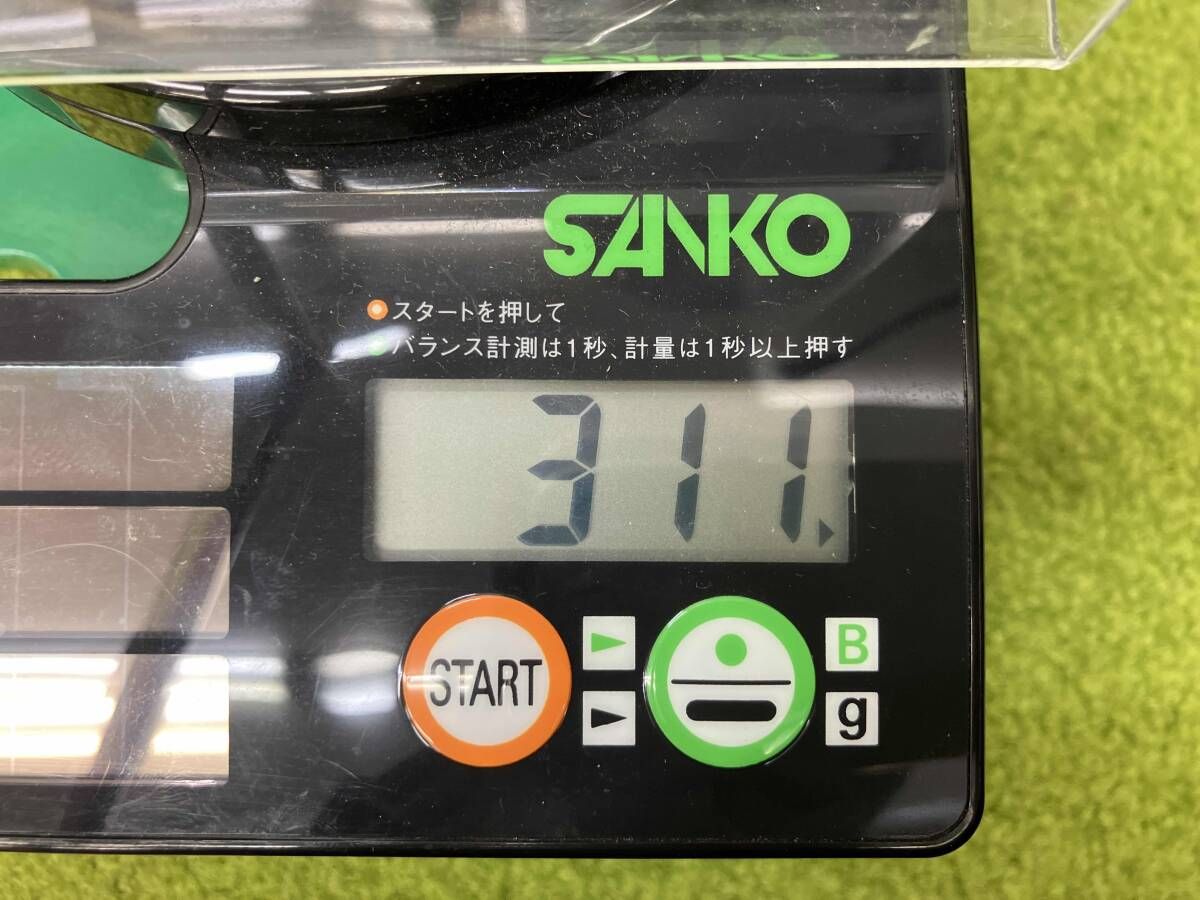 SANKO
スタートを押して
バランス計測は1秒、計量は1秒以上押す
311.
START
B
g